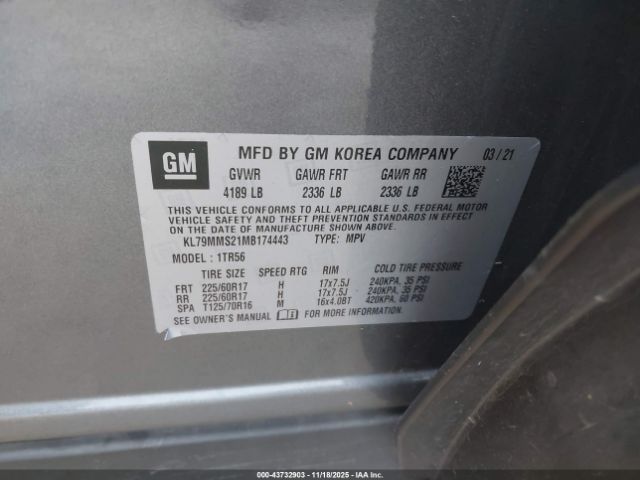 GM MFD BY GM KOREA COMPANY 03/21
GVWR GAWR FRT GAWR RR
4189 LB 2336 LB 2336 LB
THIS VEHICLE CONFORMS TO ALL APPLICABLE U.S. FEDERAL MOTOR
VEHICLE SAFETY AND THEFT PREVENTION STANDARDS IN EFFECT ON
THE DATE OF MANUFACTURE SHOWN ABOVE.
KL79MMS21MB174443 TYPE: MPV
MODEL : 1TR56
TIRE SIZE SPEED RTG RIM COLD TIRE PRESSURE
FRT 225/60R17 H 17x7.5J 240KPA, 35 PSI
RR 225/60R17 H 17x7.5J 240KPA, 35 PSI
SPA T125/70R16 M 16x4.0BT 420KPA, 60 PSI
SEE OWNER'S MANUAL FOR MORE INFORMATION
000-43732903 - 11/18/2025 - IAAI.COM